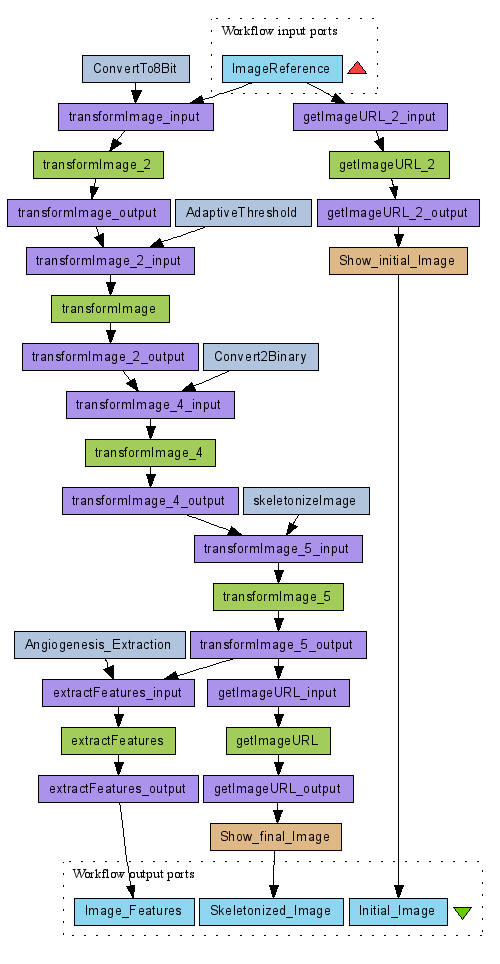 Workflow input ports
ConvertTo8Bit
ImageReference
transformImage_input
getImageURL_2_input
transformImage_2
getImageURL_2
transformImage_output
AdaptiveThreshold
getImageURL_2_output
transformImage_2_input
Show_initial_Image
transformImage
transformImage_2_output
Convert2Binary
transformImage_4_input
transformImage_4
transformImage_4_output
skeletonizeImage
transformImage_5_input
transformImage_5
Angiogenesis_Extraction
transformImage_5_output
extractFeatures_input
getImageURL_input
extractFeatures
getImageURL
extractFeatures_output
getImageURL_output
Show_final_Image
Workflow output ports
Image_Features
Skeletonized_Image
Initial_Image